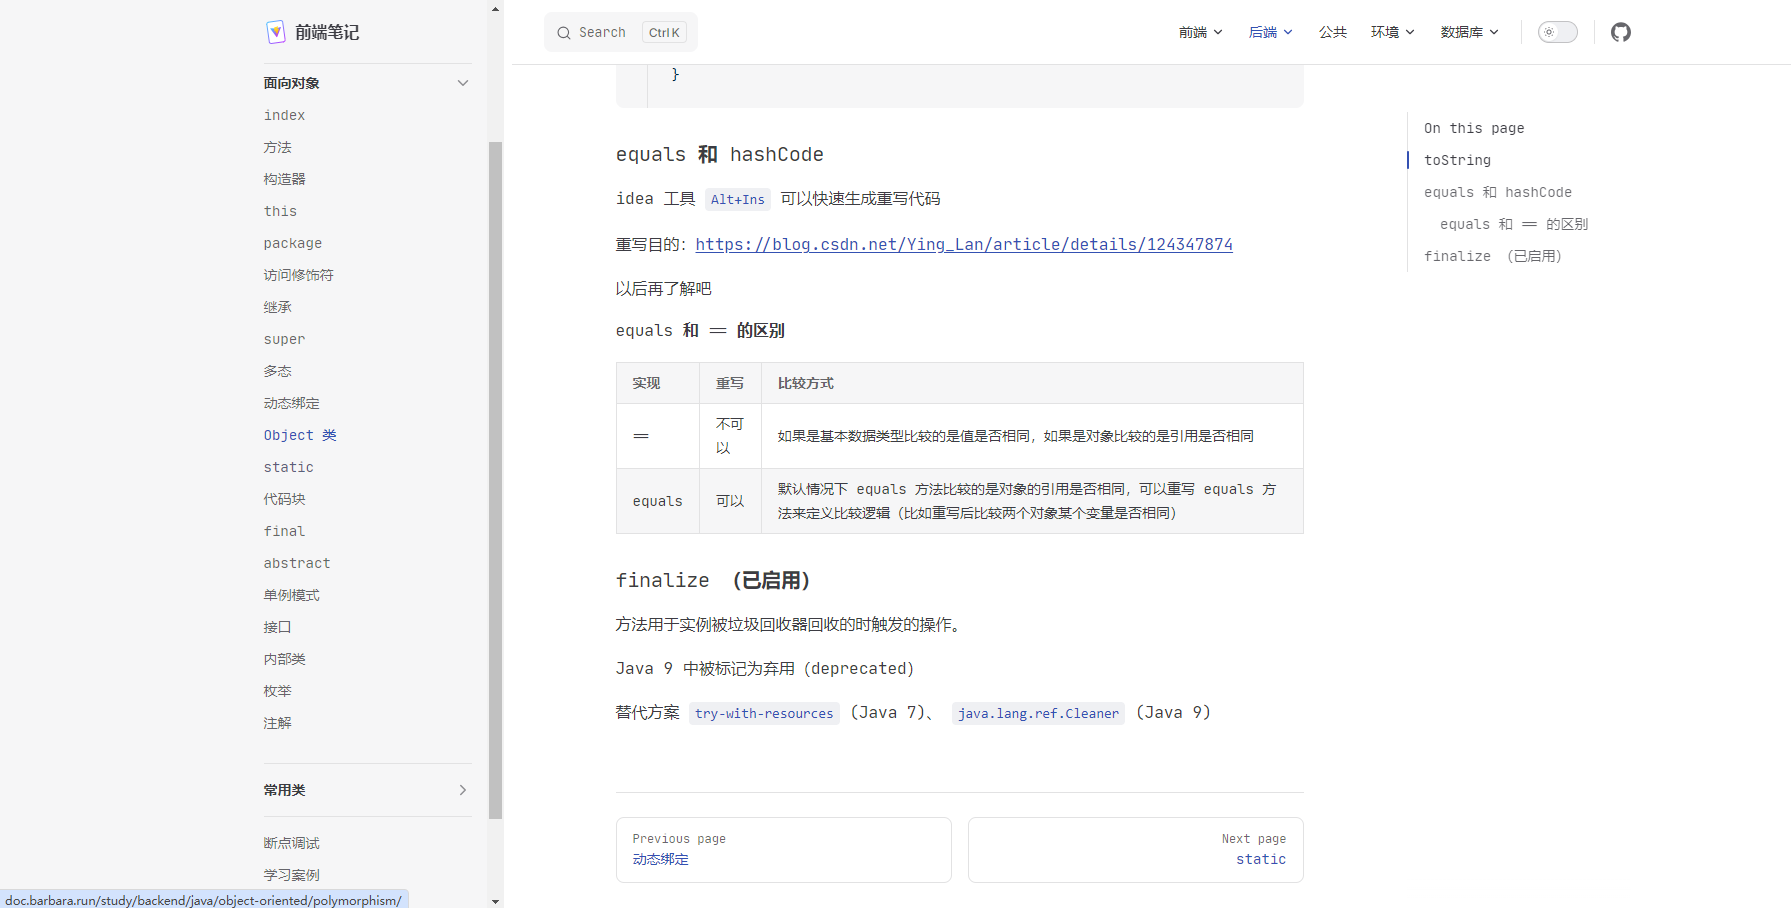 前端笔记
面向对象
index
方法
构造器
this
package
访问修饰符
继承
super
多态
动态绑定
Object 类
static
代码块
final
abstract
单例模式
接口
内部类
枚举
注解
常用类
断点调试
学习案例
doc.barbara.run/study/backend/java/object-oriented/polymorphism/
Search Ctrl K
前端 后端 公共 环境 数据库
}
equals 和 hashCode
idea 工具 Alt+Ins 可以快速生成重写代码
重写目的：https://blog.csdn.net/Ying_Lan/article/details/124347874
以后再了解吧
equals 和 == 的区别
实现 重写 比较方式
== 不可以 如果是基本数据类型比较的是值是否相同，如果是对象比较的是引用是否相同
equals 可以 默认情况下 equals 方法比较的是对象的引用是否相同，可以重写 equals 方
法来定义比较逻辑（比如重写后比较两个对象某个变量是否相同）
finalize （已启用）
方法用于实例被垃圾回收器回收的时触发的操作。
Java 9 中被标记为弃用（deprecated）
替代方案 try-with-resources （Java 7）、 java.lang.ref.Cleaner （Java 9）
Previous page
动态绑定
Next page
static
On this page
toString
equals 和 hashCode
equals 和 == 的区别
finalize （已启用）